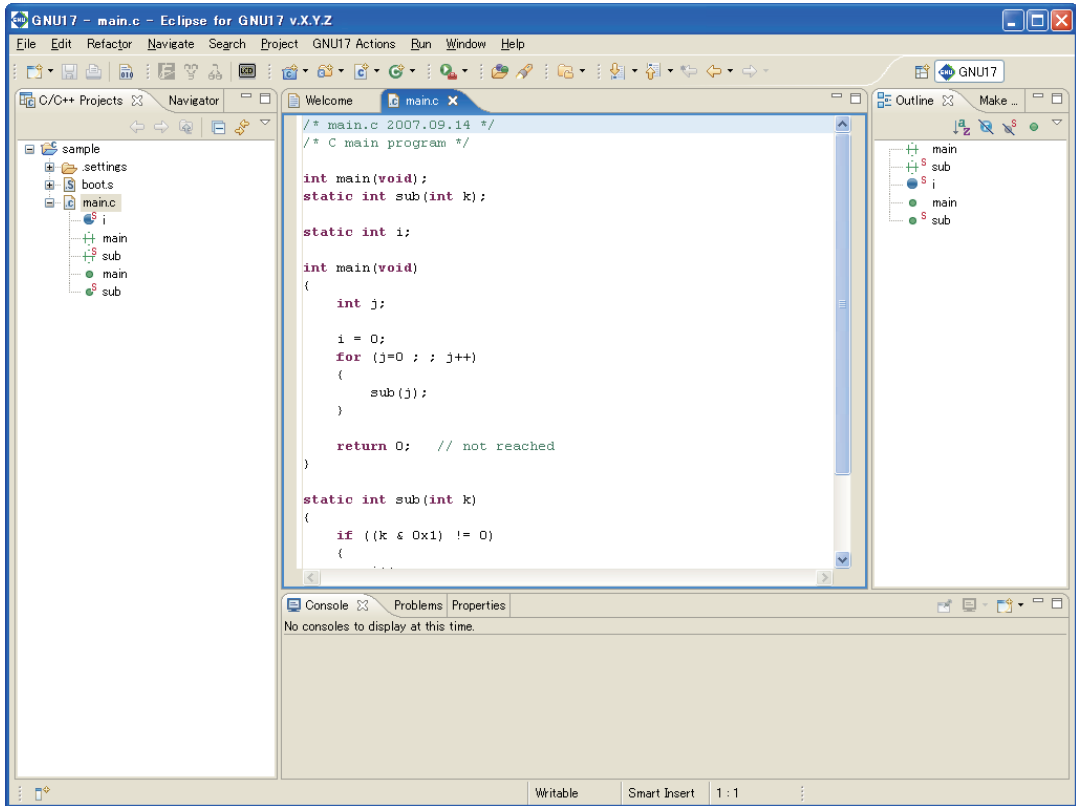 GNU17 - main.c - Eclipse for GNU17 v.X.Y.Z
File Edit Refactor Navigate Search Project GNU17 Actions Run Window Help
010 LCD GNU17
C/C++ Projects Navigator
sample
.settings
boot.s
main.c
i
main
sub
main
sub
Welcome main.c
/* main.c 2007.09.14 */
/* C main program */
int main(void);
static int sub(int k);
static int i;
int main(void)
{
int j;
i = 0;
for (j=0 ; ; j++)
{
sub(j);
}
return 0; // not reached
}
static int sub(int k)
{
if ((k & 0x1) != 0)
{
Outline Make ...
main
sub
i
main
sub
Console Problems Properties
No consoles to display at this time.
Writable Smart Insert 1 : 1